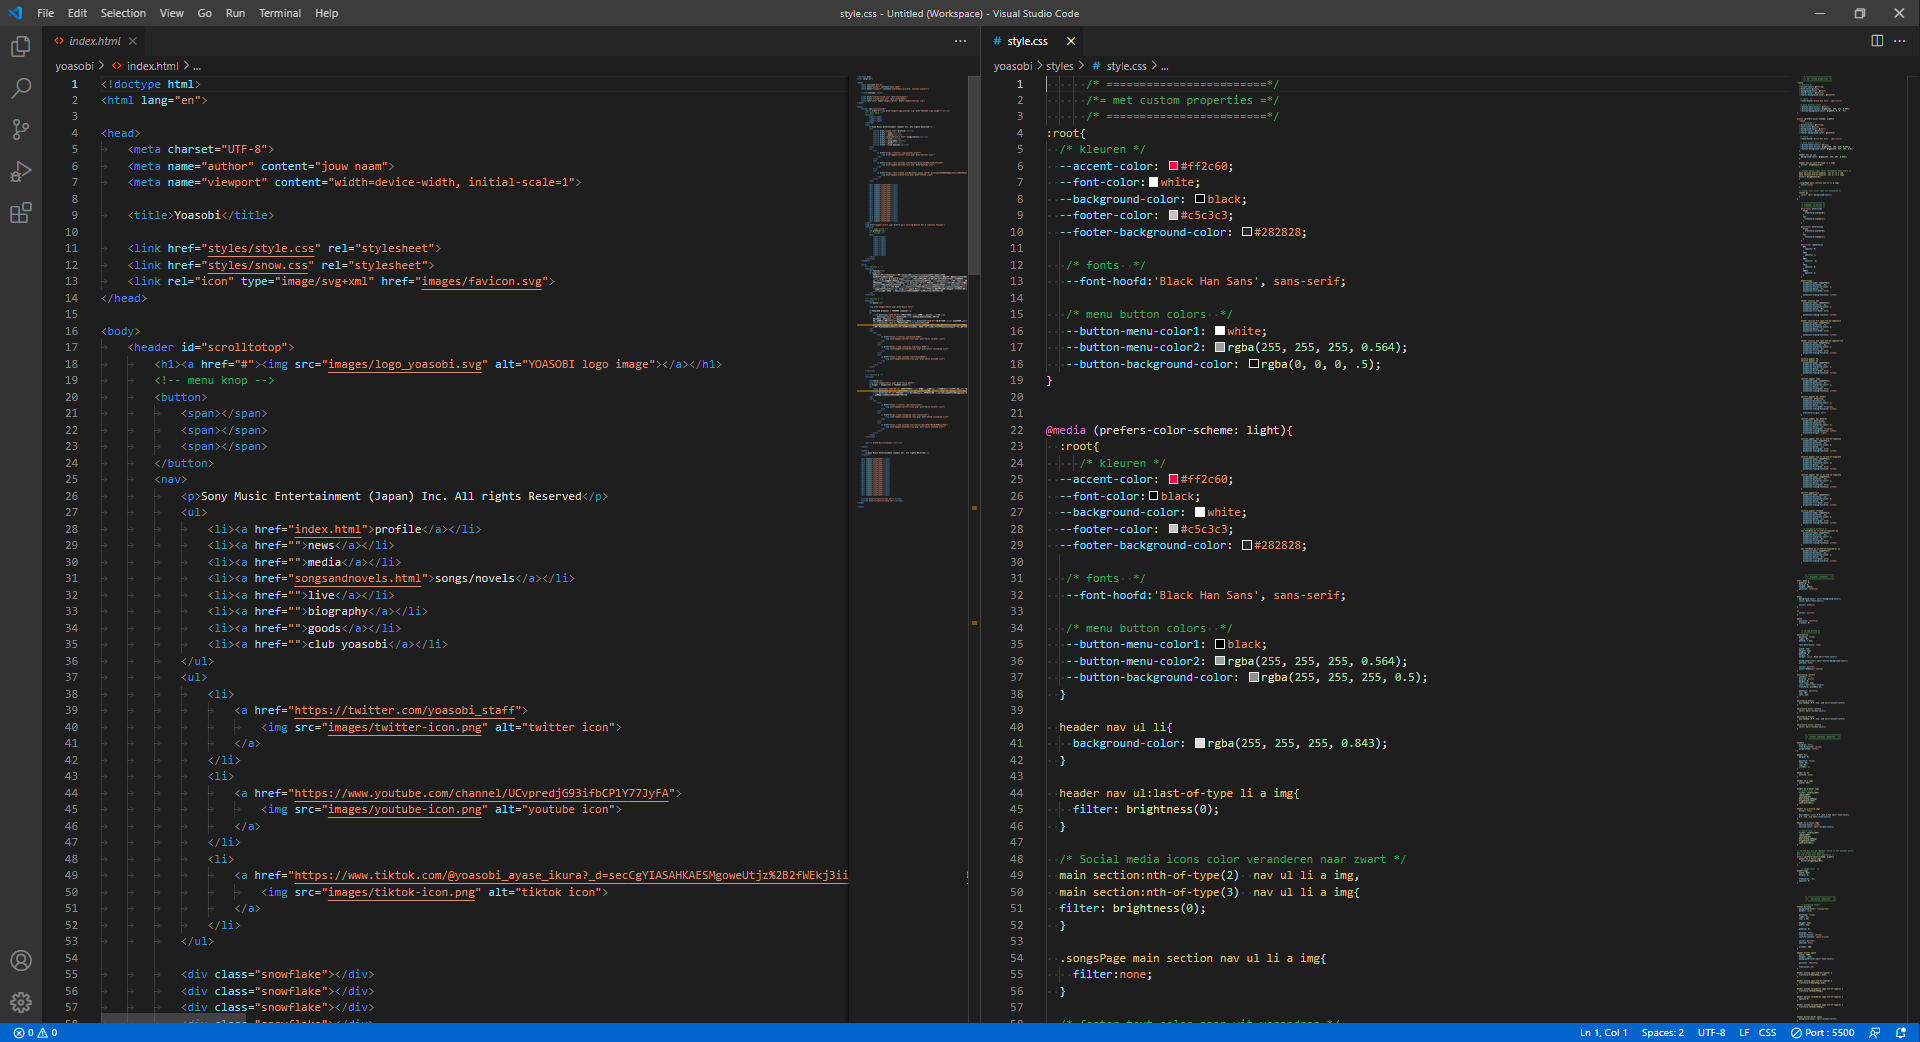 File Edit Selection View Go Run Terminal Help
style.css - Untitled (Workspace) - Visual Studio Code
index.html
yoasobi > index.html > ...
1 <!doctype html>
2 <html lang="en">
3
4 <head>
5 <meta charset="UTF-8">
6 <meta name="author" content="jouw naam">
7 <meta name="viewport" content="width=device-width, initial-scale=1">
8
9 <title>Yoasobi</title>
10
11 <link href="styles/style.css" rel="stylesheet">
12 <link href="styles/snow.css" rel="stylesheet">
13 <link rel="icon" type="image/svg+xml" href="images/favicon.svg">
14 </head>
15
16 <body>
17 <header id="scrolltotop">
18 <h1><a href="#"><img src="images/logo_yoasobi.svg" alt="YOASOBI logo image"></a></h1>
19 <!-- menu knop -->
20 <button>
21 <span></span>
22 <span></span>
23 <span></span>
24 </button>
25 <nav>
26 <p>Sony Music Entertainment (Japan) Inc. All rights Reserved</p>
27 <ul>
28 <li><a href="index.html">profile</a></li>
29 <li><a href="">news</a></li>
30 <li><a href="">media</a></li>
31 <li><a href="songsandnovels.html">songs/novels</a></li>
32 <li><a href="">live</a></li>
33 <li><a href="">biography</a></li>
34 <li><a href="">goods</a></li>
35 <li><a href="">club yoasobi</a></li>
36 </ul>
37 <ul>
38 <li>
39 <a href="https://twitter.com/yoasobi_staff">
40 <img src="images/twitter-icon.png" alt="twitter icon">
41 </a>
42 </li>
43 <li>
44 <a href="https://www.youtube.com/channel/UCvpredjG93ifbCP1Y77JyFA">
45 <img src="images/youtube-icon.png" alt="youtube icon">
46 </a>
47 </li>
48 <li>
49 <a href="https://www.tiktok.com/@yoasobi_ayase_ikura?_d=secCgYIASAHKAESMgoweUtjz%2B2fWEkj3ii
50 <img src="images/tiktok-icon.png" alt="tiktok icon">
51 </a>
52 </li>
53 </ul>
54
55 <div class="snowflake"></div>
56 <div class="snowflake"></div>
57 <div class="snowflake"></div>
58 <div class="snowflake"></div>
# style.css
yoasobi > styles > # style.css > ...
1 /* ========================*/
2 /*= met custom properties =*/
3 /* ========================*/
4 :root{
5 /* kleuren */
6 --accent-color: #ff2c60;
7 --font-color: white;
8 --background-color: black;
9 --footer-color: #c5c3c3;
10 --footer-background-color: #282828;
11
12 /* fonts */
13 --font-hoofd:'Black Han Sans', sans-serif;
14
15 /* menu button colors */
16 --button-menu-color1: white;
17 --button-menu-color2: rgba(255, 255, 255, 0.564);
18 --button-background-color: rgba(0, 0, 0, .5);
19 }
20
21
22 @media (prefers-color-scheme: light){
23 :root{
24 /* kleuren */
25 --accent-color: #ff2c60;
26 --font-color: black;
27 --background-color: white;
28 --footer-color: #c5c3c3;
29 --footer-background-color: #282828;
30
31 /* fonts */
32 --font-hoofd:'Black Han Sans', sans-serif;
33
34 /* menu button colors */
35 --button-menu-color1: black;
36 --button-menu-color2: rgba(255, 255, 255, 0.564);
37 --button-background-color: rgba(255, 255, 255, 0.5);
38 }
39
40 header nav ul li{
41 background-color: rgba(255, 255, 255, 0.843);
42 }
43
44 header nav ul:last-of-type li a img{
45 filter: brightness(0);
46 }
47
48 /* Social media icons color veranderen naar zwart */
49 main section:nth-of-type(2) nav ul li a img,
50 main section:nth-of-type(3) nav ul li a img{
51 filter: brightness(0);
52 }
53
54 .songsPage main section nav ul li a img{
55 filter:none;
56 }
57
0 0
Ln 1, Col 1 Spaces: 2 UTF-8 LF CSS Port : 5500